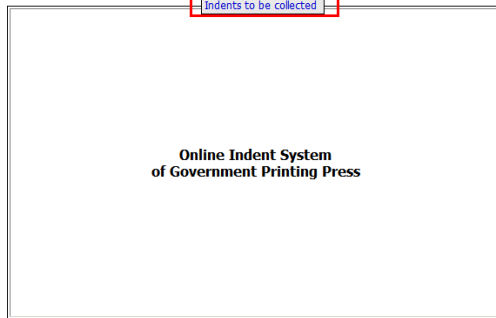 Indents to be collected
Online Indent System
of Government Printing Press